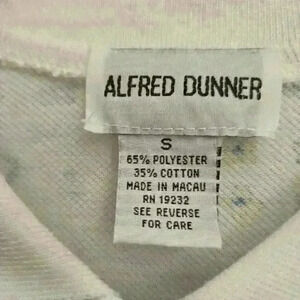 ALFRED DUNNER
S
65% POLYESTER
35% COTTON
MADE IN MACAU
RN 19232
SEE REVERSE
FOR CARE